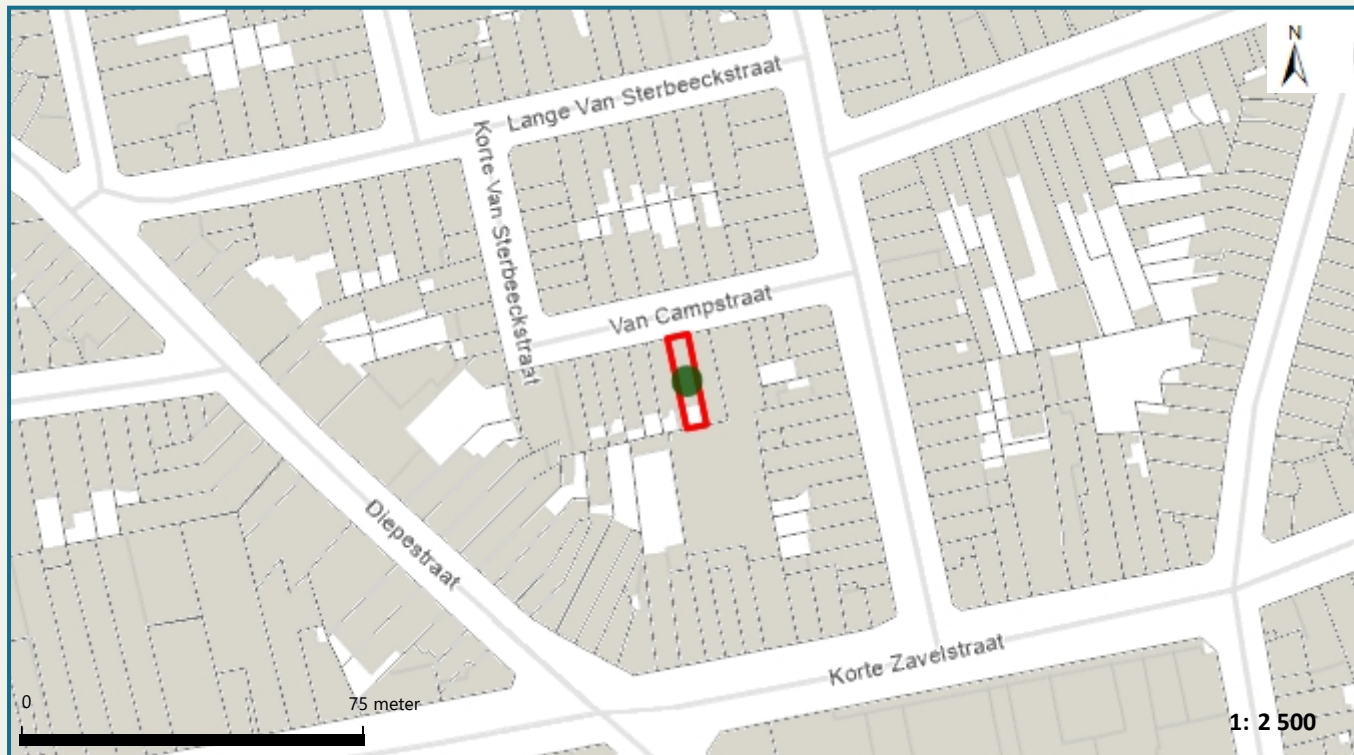 N
Lange Van Sterbeeckstraat
Korte Van Sterbeeckstraat
Van Campstraat
Diepestraat
Korte Zavelstraat
0
75 meter
1: 2 500